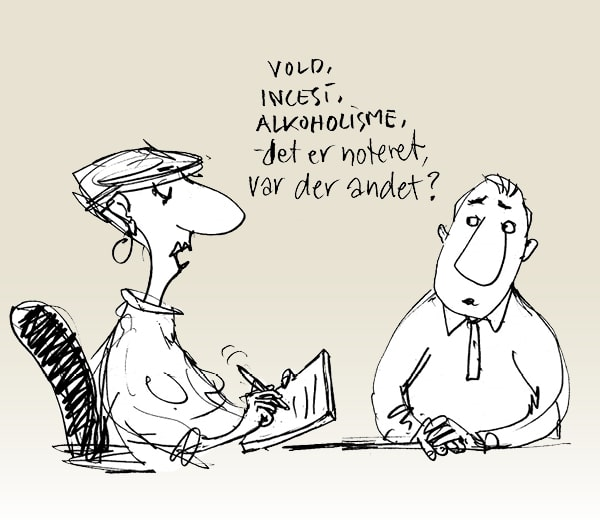 VOLD,
INCEST,
ALKOHOLISME,
-det er noteret,
var der andet?